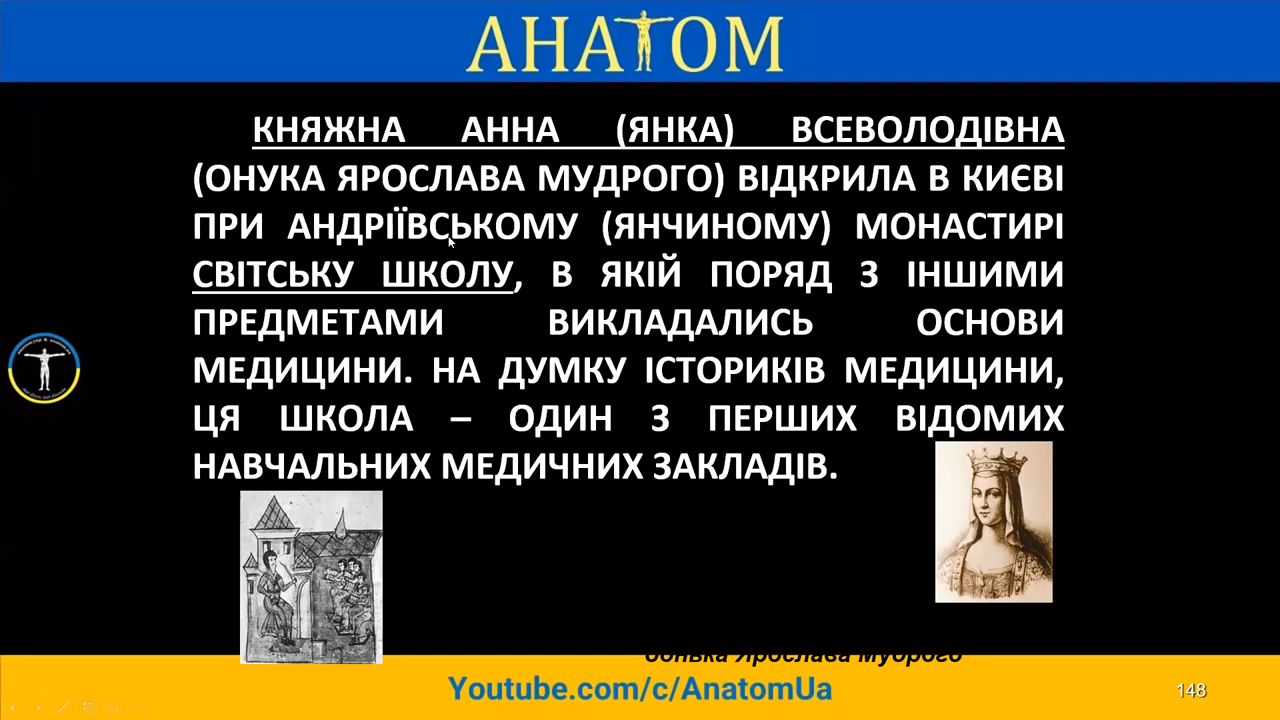 АНАТОМ
КНЯЖНА АННА (ЯНКА) ВСЕВОЛОДІВНА
(ОНУКА ЯРОСЛАВА МУДРОГО) ВІДКРИЛА В КИЄВІ
ПРИ АНДРІЇВСЬКОМУ (ЯНЧИНОМУ) МОНАСТИРІ
СВІТСЬКУ ШКОЛУ, В ЯКІЙ ПОРЯД З ІНШИМИ
ПРЕДМЕТАМИ ВИКЛАДАЛИСЬ ОСНОВИ
МЕДИЦИНИ. НА ДУМКУ ІСТОРИКІВ МЕДИЦИНИ,
ЦЯ ШКОЛА – ОДИН З ПЕРШИХ ВІДОМИХ
НАВЧАЛЬНИХ МЕДИЧНИХ ЗАКЛАДІВ.
донька Ярослава Мудрого
Youtube.com/c/AnatomUa
148